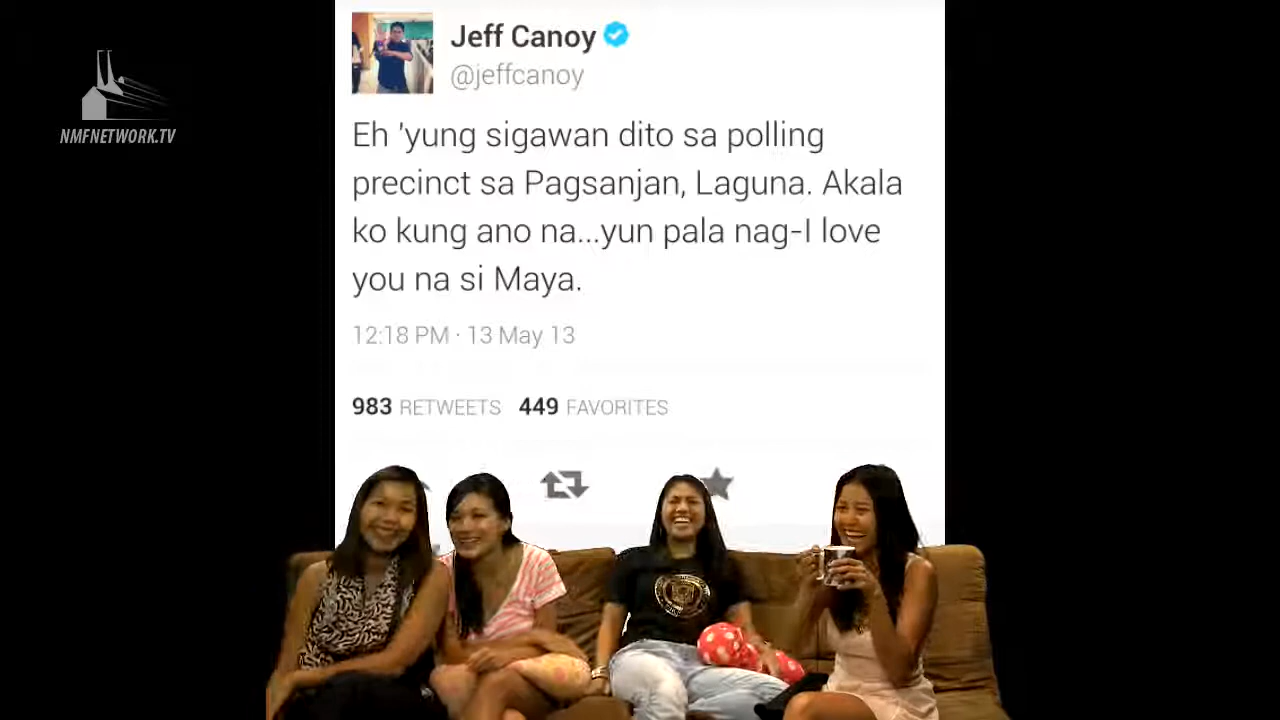 Jeff Canoy
@jeffcanoy
NMFNETWORK.TV
Eh 'yung sigawan dito sa polling
precinct sa Pagsanjan, Laguna. Akala
ko kung ano na...yun pala nag-I love
you na si Maya.
12:18 PM · 13 May 13
983 RETWEETS 449 FAVORITES